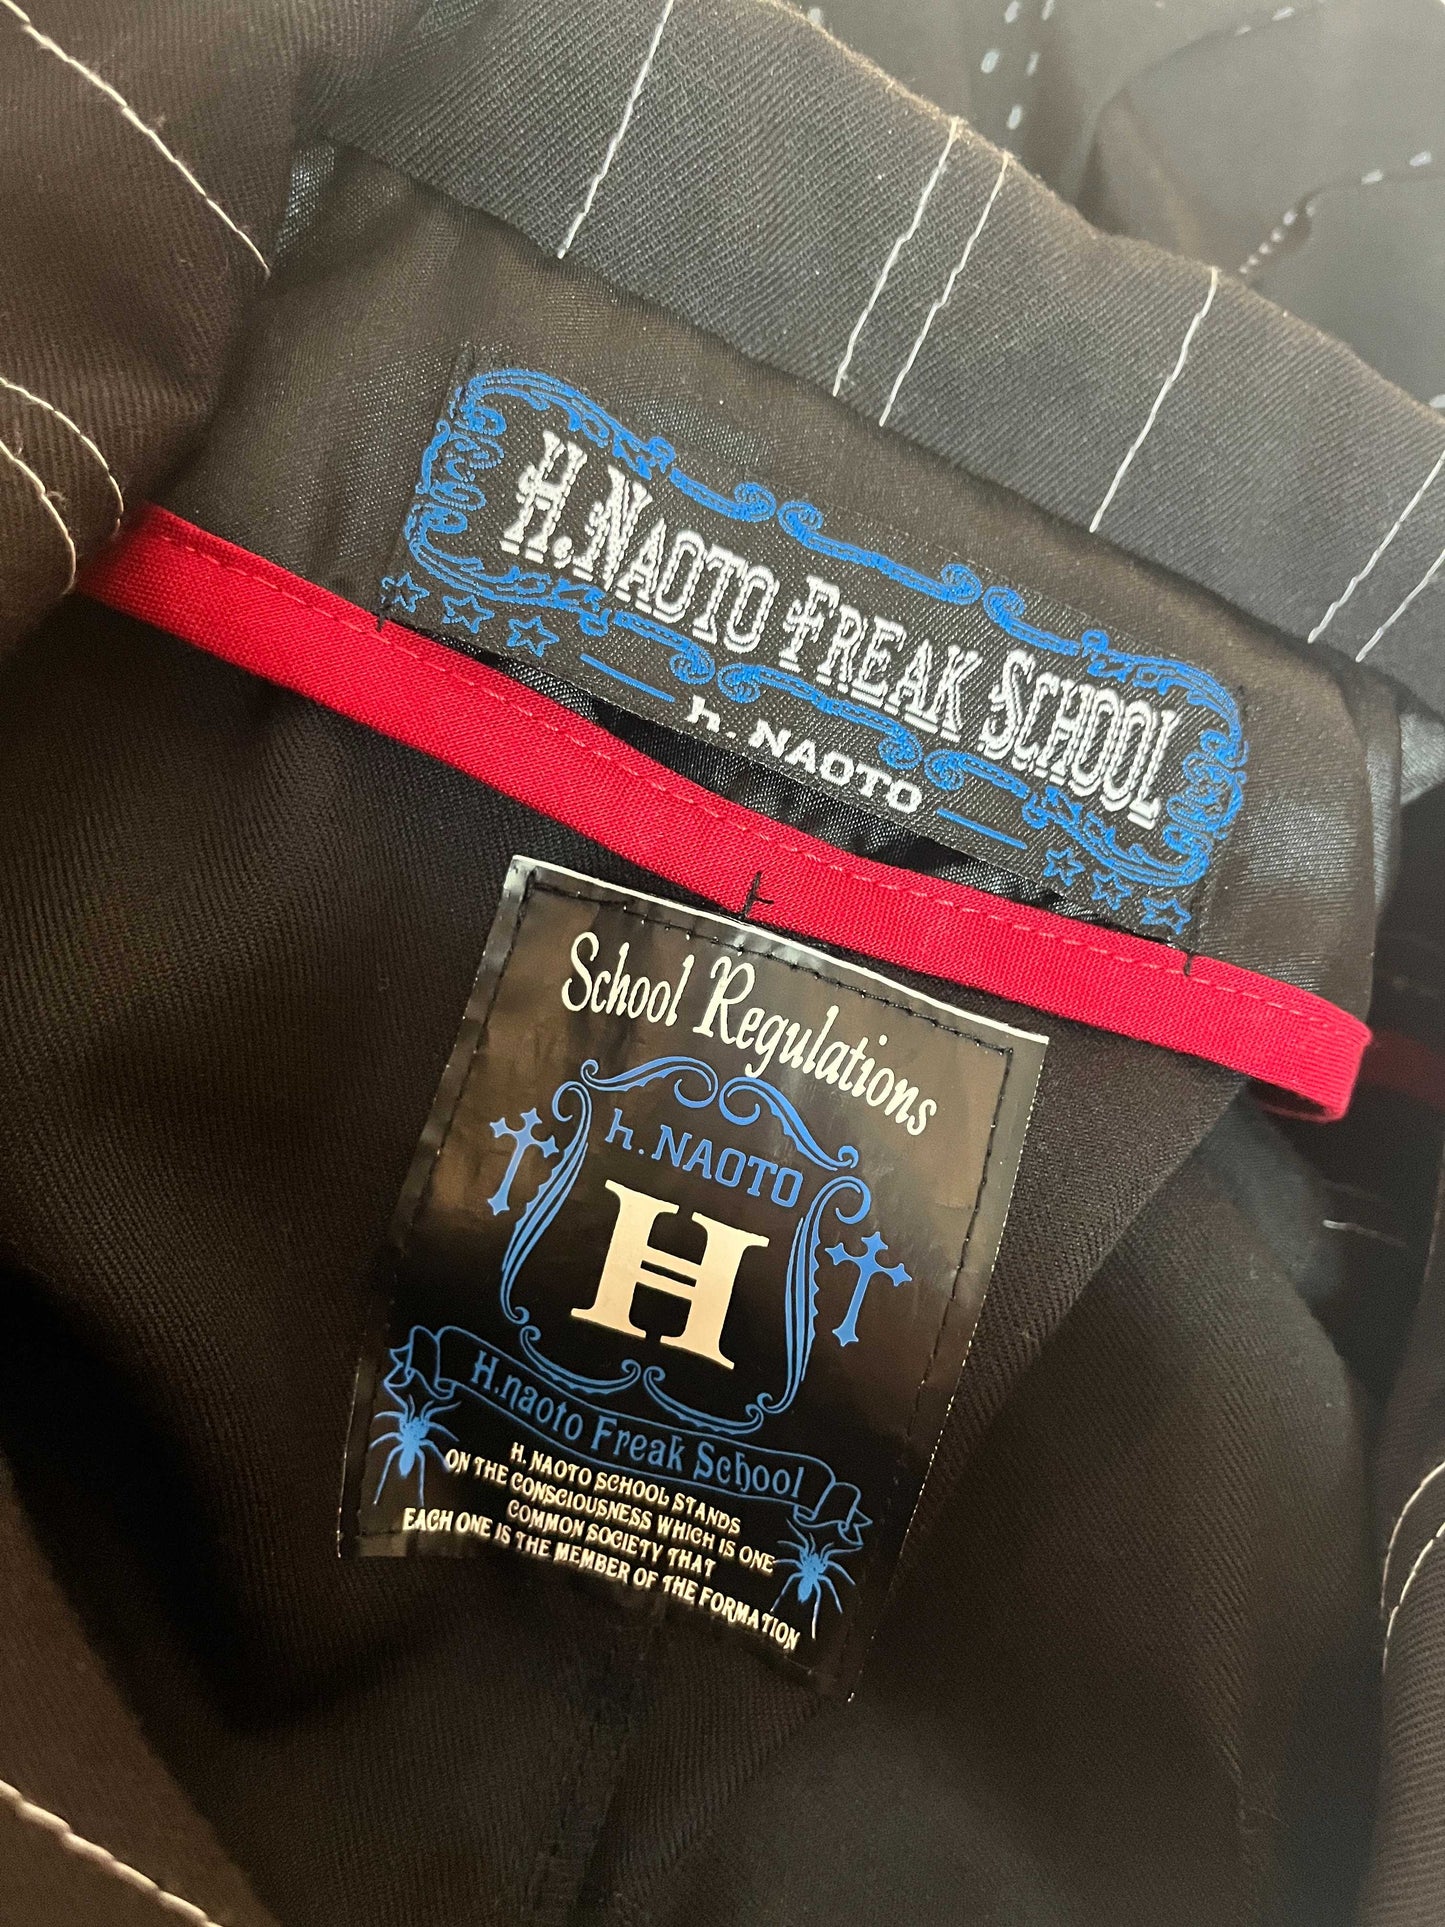 H.NAOTO FREAK SCHOOL
h.NAOTO
School Regulations
h.NAOTO
H
H.naoto Freak School
H. NAOTO SCHOOL STANDS
ON THE CONSCIOUSNESS WHICH IS ONE
COMMON SOCIETY THAT
EACH ONE IS THE MEMBER OF THE FORMATION